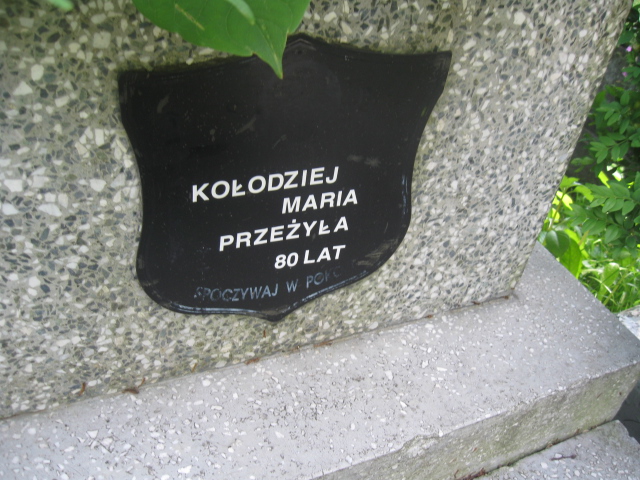 KOŁODZIEJ
MARIA
PRZEŻYŁA
80 LAT
SPOCZYWAJ W